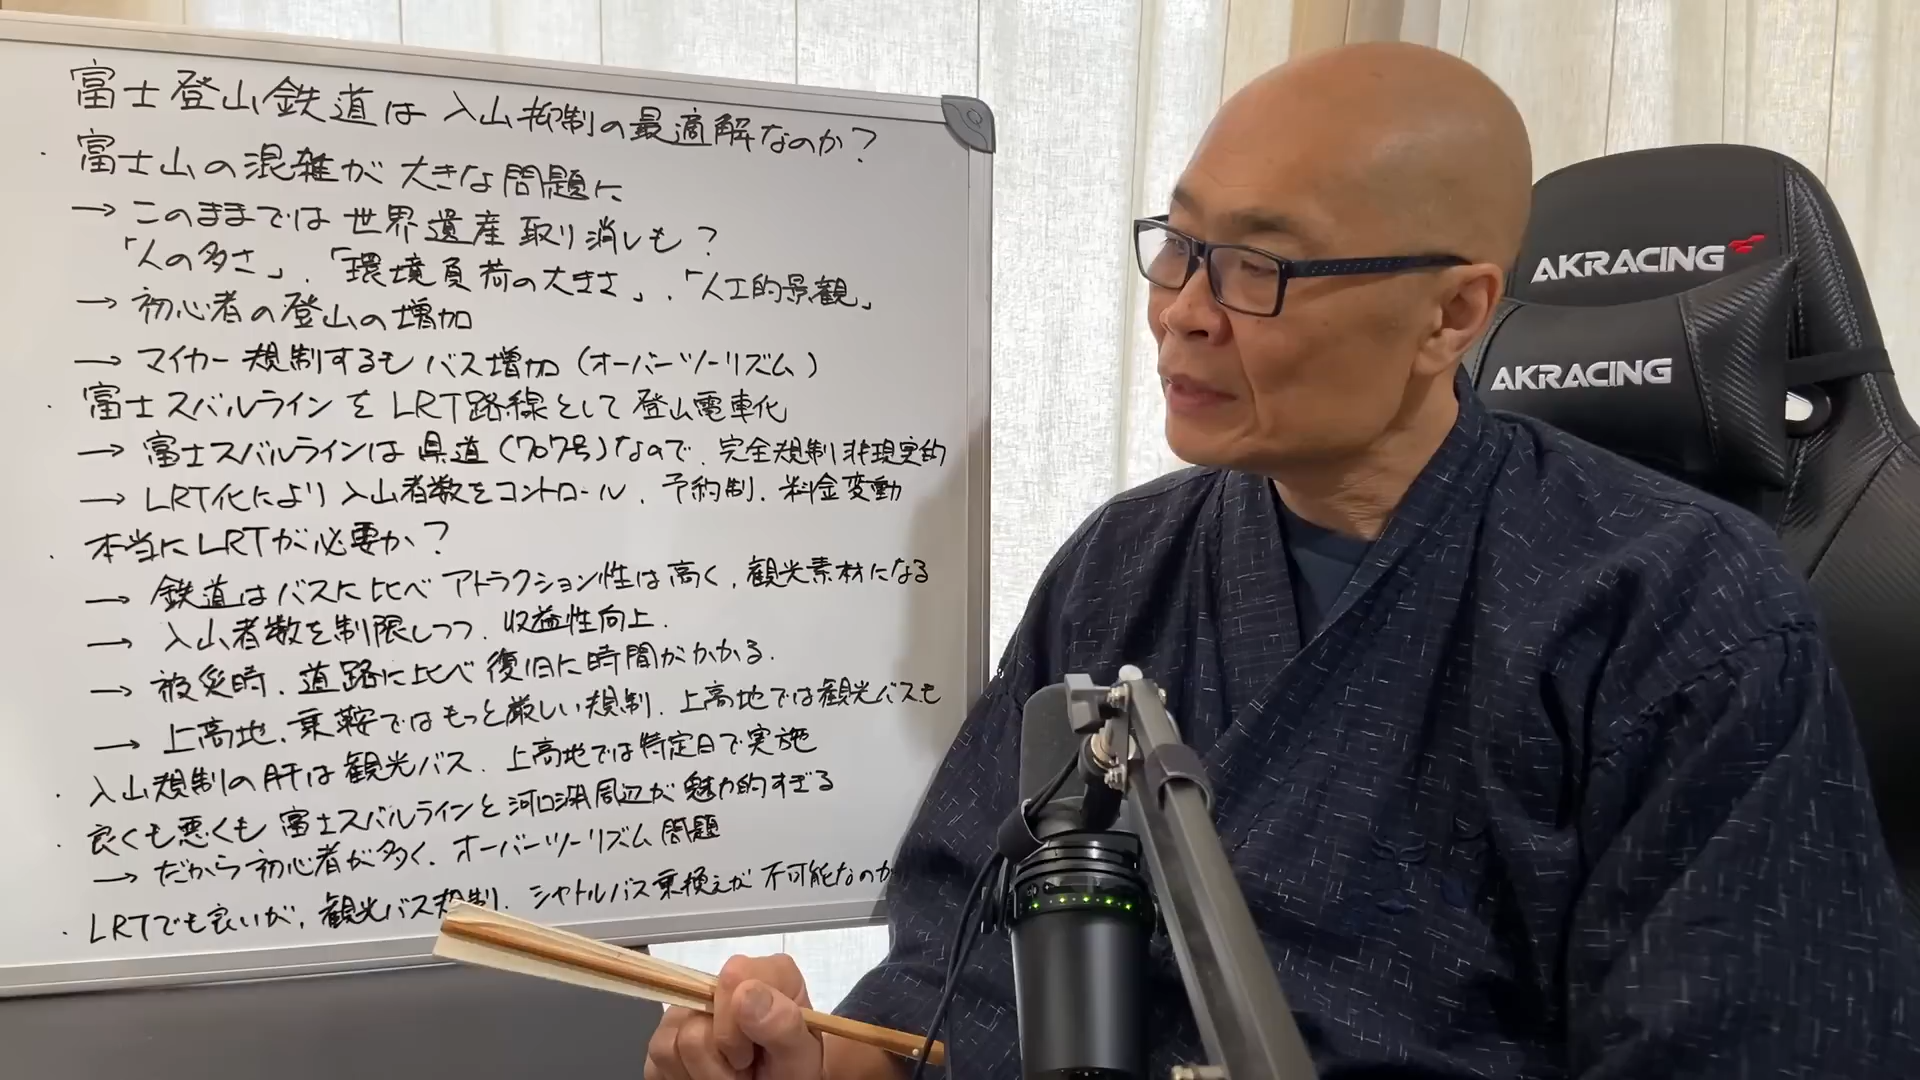 富士登山鉄道は入山抑制の最適解なのか?
・富士山の混雑が大きな問題に
→このままでは世界遺産取り消しも?
「人の多さ」、「環境負荷の大きさ」、「人工的景観」
→初心者の登山の増加
→マイカー規制するもバス増加(オーバーツーリズム)
・富士スバルラインをLRT路線として登山電車化
→富士スバルラインは県道(707号)なので、完全規制非現実的
→LRT化により入山者数をコントロール、予約制、料金変動
・本当にLRTが必要か?
→鉄道はバスに比べアトラクション性は高く、観光素材になる
→入山者数を制限しつつ、収益性向上.
→被災時、道路に比べ復旧に時間がかかる.
→上高地、乗鞍ではもっと厳しい規制、上高地では観光バスも
・入山規制の肝は観光バス、上高地では特定日で実施
・良くも悪くも富士スバルラインと河口湖周辺が魅力的すぎる
→だから初心者が多く、オーバーツーリズム問題
・LRTでも良いが、観光バス規制、シャトルバス乗換えが不可能なのか
AKRACING
AKRACING